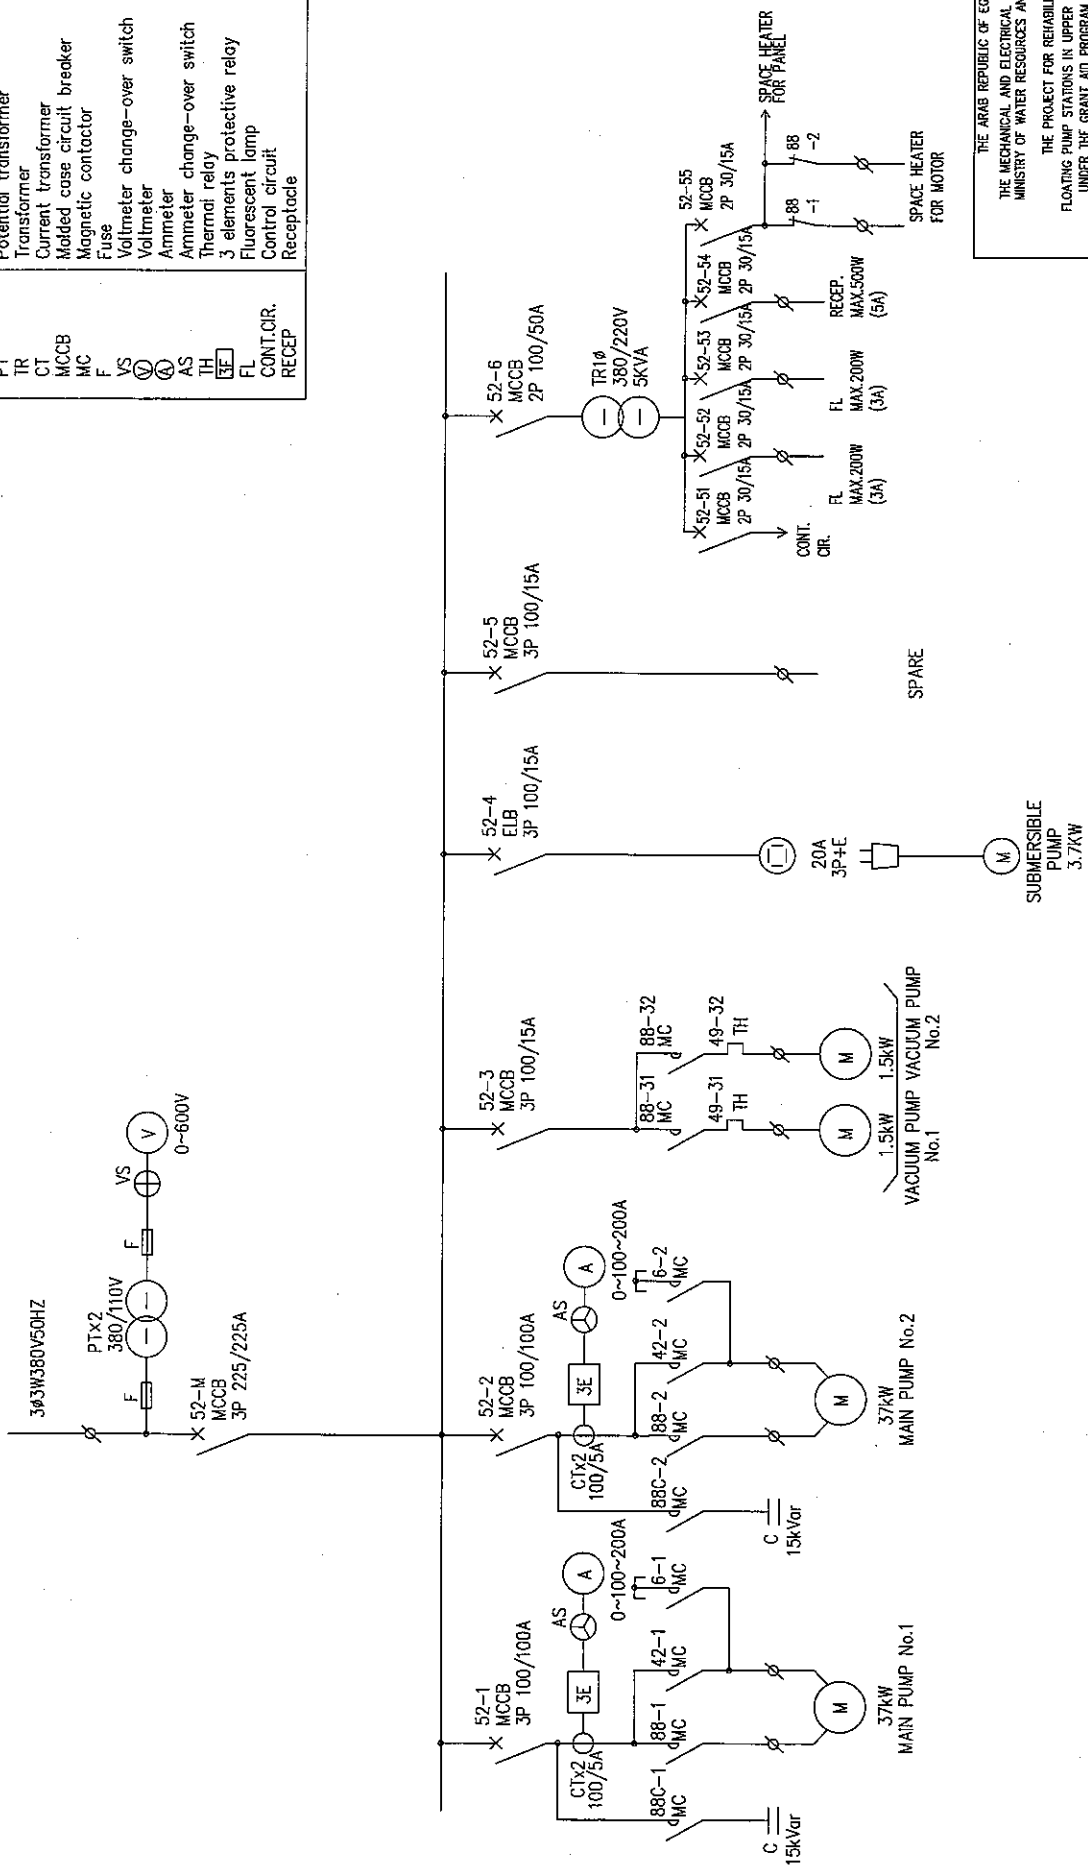 PT
Potential transformer
TR
Transformer
CT
Current transformer
MCCB
Molded case circuit breaker
MC
Magnetic contactor
F
Fuse
VS
Voltmeter change-over switch
V
Voltmeter
A
Ammeter
AS
Ammeter change-over switch
TH
Thermal relay
3E
3 elements protective relay
FL
Fluorescent lamp
CONT.CIR.
Control circuit
RECEP
Receptacle
3ø3W380V50HZ
PTx2
380/110V
F
F
VS
V
0~600V
52-M
MCCB
3P 225/225A
52-1
MCCB
3P 100/100A
CTx2
100/5A
3E
AS
A
0~100~200A
88C-1
MC
88-1
MC
42-1
MC
6-1
MC
C
15kVar
M
37kW
MAIN PUMP No.1
52-2
MCCB
3P 100/100A
CTx2
100/5A
3E
AS
A
0~100~200A
88C-2
MC
88-2
MC
42-2
MC
6-2
MC
C
15kVar
M
37kW
MAIN PUMP No.2
52-3
MCCB
3P 100/15A
88-31
MC
88-32
MC
49-31
TH
49-32
TH
M
M
1.5kW
VACUUM PUMP
No.1
1.5kW
VACUUM PUMP
No.2
52-4
ELB
3P 100/15A
20A
3P+E
M
SUBMERSIBLE
PUMP
3.7KW
52-5
MCCB
3P 100/15A
SPARE
52-6
MCCB
2P 100/50A
TR1ø
380/220V
5KVA
52-51
MCCB
2P 30/15A
CONT.
CIR.
52-52
MCCB
2P 30/15A
FL
MAX.200W
(3A)
52-53
MCCB
2P 30/15A
FL
MAX.200W
(3A)
52-54
MCCB
2P 30/15A
RECEP.
MAX.500W
(5A)
52-55
MCCB
2P 30/15A
SPACE HEATER
FOR PANEL
88
-1
88
-2
SPACE HEATER
FOR MOTOR
THE ARAB REPUBLIC OF
THE MECHANICAL AND ELECTRICAL
MINISTRY OF WATER RESOURCES
THE PROJECT FOR
FLOATING PUMP STATIONS IN UPPER
UNDER THE GRANT AID PROGRAM